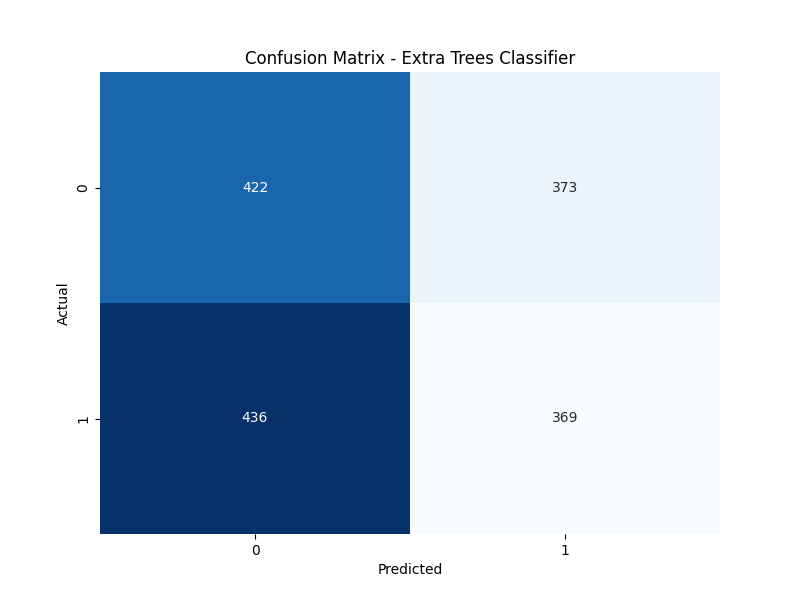 Confusion Matrix - Extra Trees Classifier
0
422
373
Actual
1
436
369
0
1
Predicted